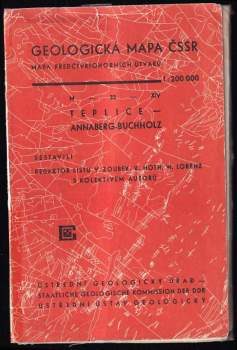 GEOLOGICKÁ MAPA ČSSR
MAPA PŘEDČTVRTOHORNÍCH ÚTVARŮ
1:200 000
M 33 XIV
TEPLICE —
ANNABERG-BUCHHOLZ
SESTAVILI
REDAKTOR LISTU V. ZOUBEK, K. HOTH, W. LORENZ
S KOLEKTIVEM AUTORŮ
ÚSTŘEDNÍ GEOLOGICKÝ ÚŘAD —
STAATLICHE GEOLOGISCHE KOMMISSION DER DDR
ÚSTŘEDNÍ ÚSTAV GEOLOGICKÝ